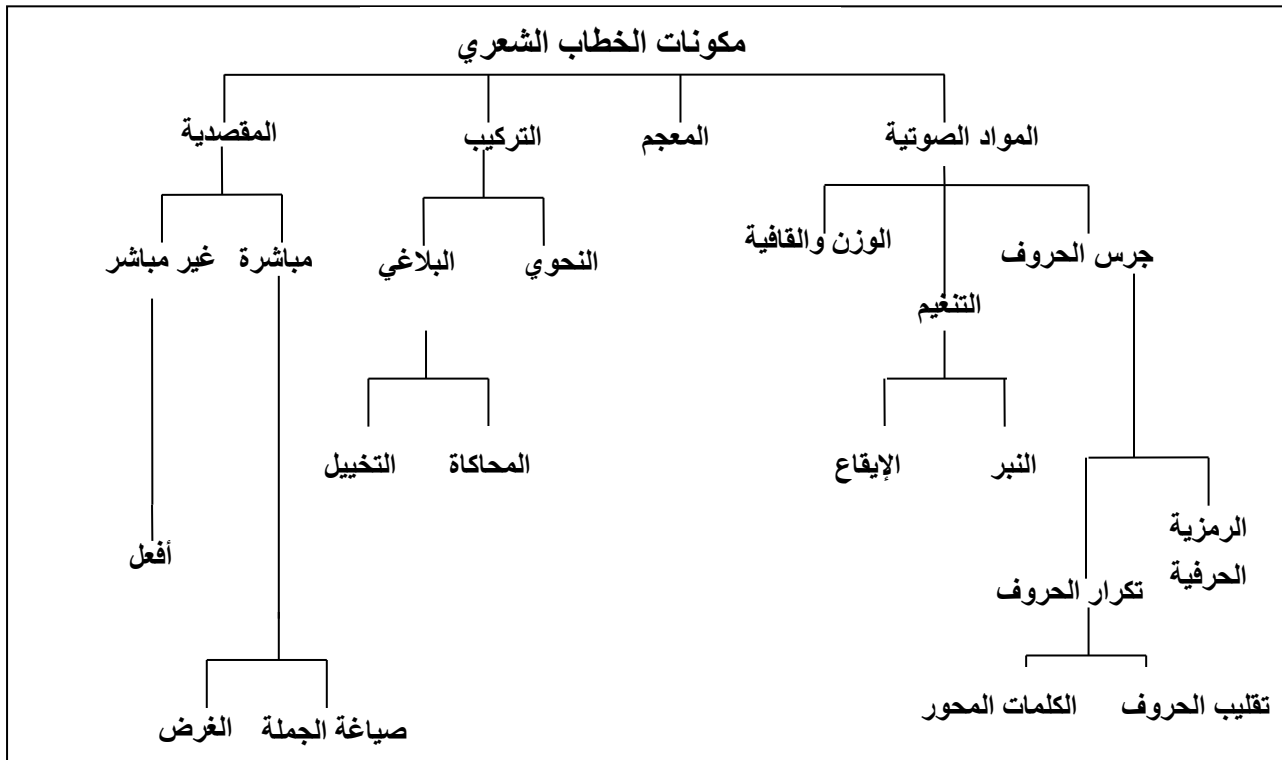 مكونات الخطاب الشعري
المواد الصوتية
المعجم
التركيب
المقصدية
جرس الحروف
الوزن والقافية
النحوي
البلاغي
مباشرة
غير مباشر
التنغيم
النبر
الإيقاع
المحاكاة
التخييل
الرمزية
الحرفية
أفعل
تكرار الحروف
تقليب الحروف
الكلمات المحور
صياغة الجملة
الغرض